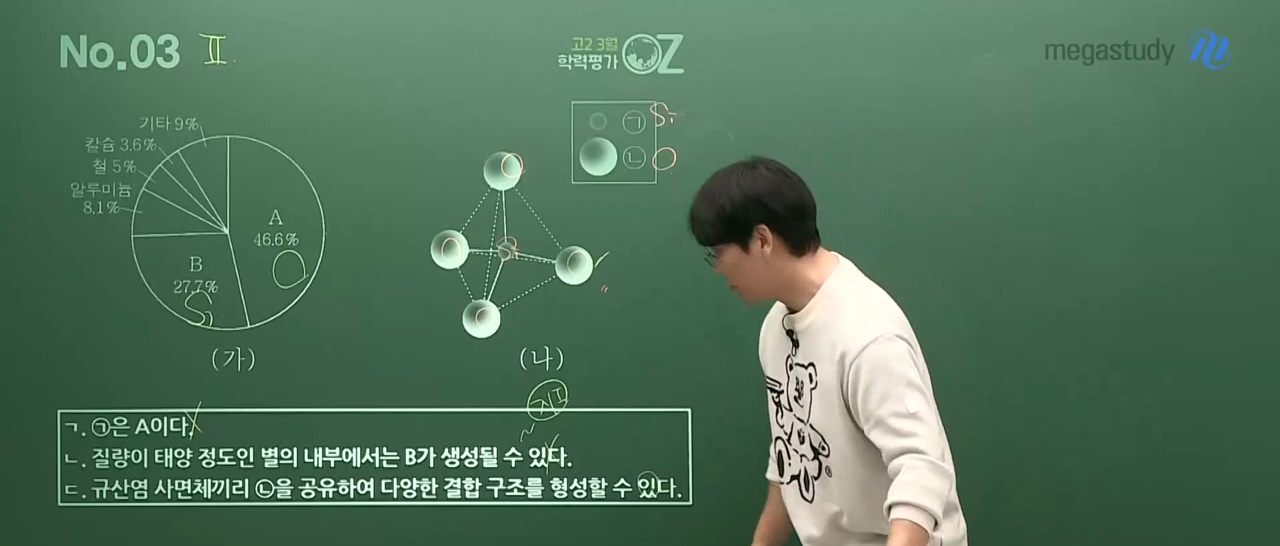 No.03 Ⅱ
고2 3월
학력평가 OZ
megastudy
기타 9%
칼슘 3.6%
철 5%
알루미늄
8.1%
A
46.6%
O
B
27.7%
Si
(가)
㉠ Si
㉡ O
O
O
Si
O
O
(나)
ㄱ. ㉠은 A이다.
ㄴ. 질량이 태양 정도인 별의 내부에서는 B가 생성될 수 있다.
ㄷ. 규산염 사면체끼리 ㉡을 공유하여 다양한 결합 구조를 형성할 수 있다.